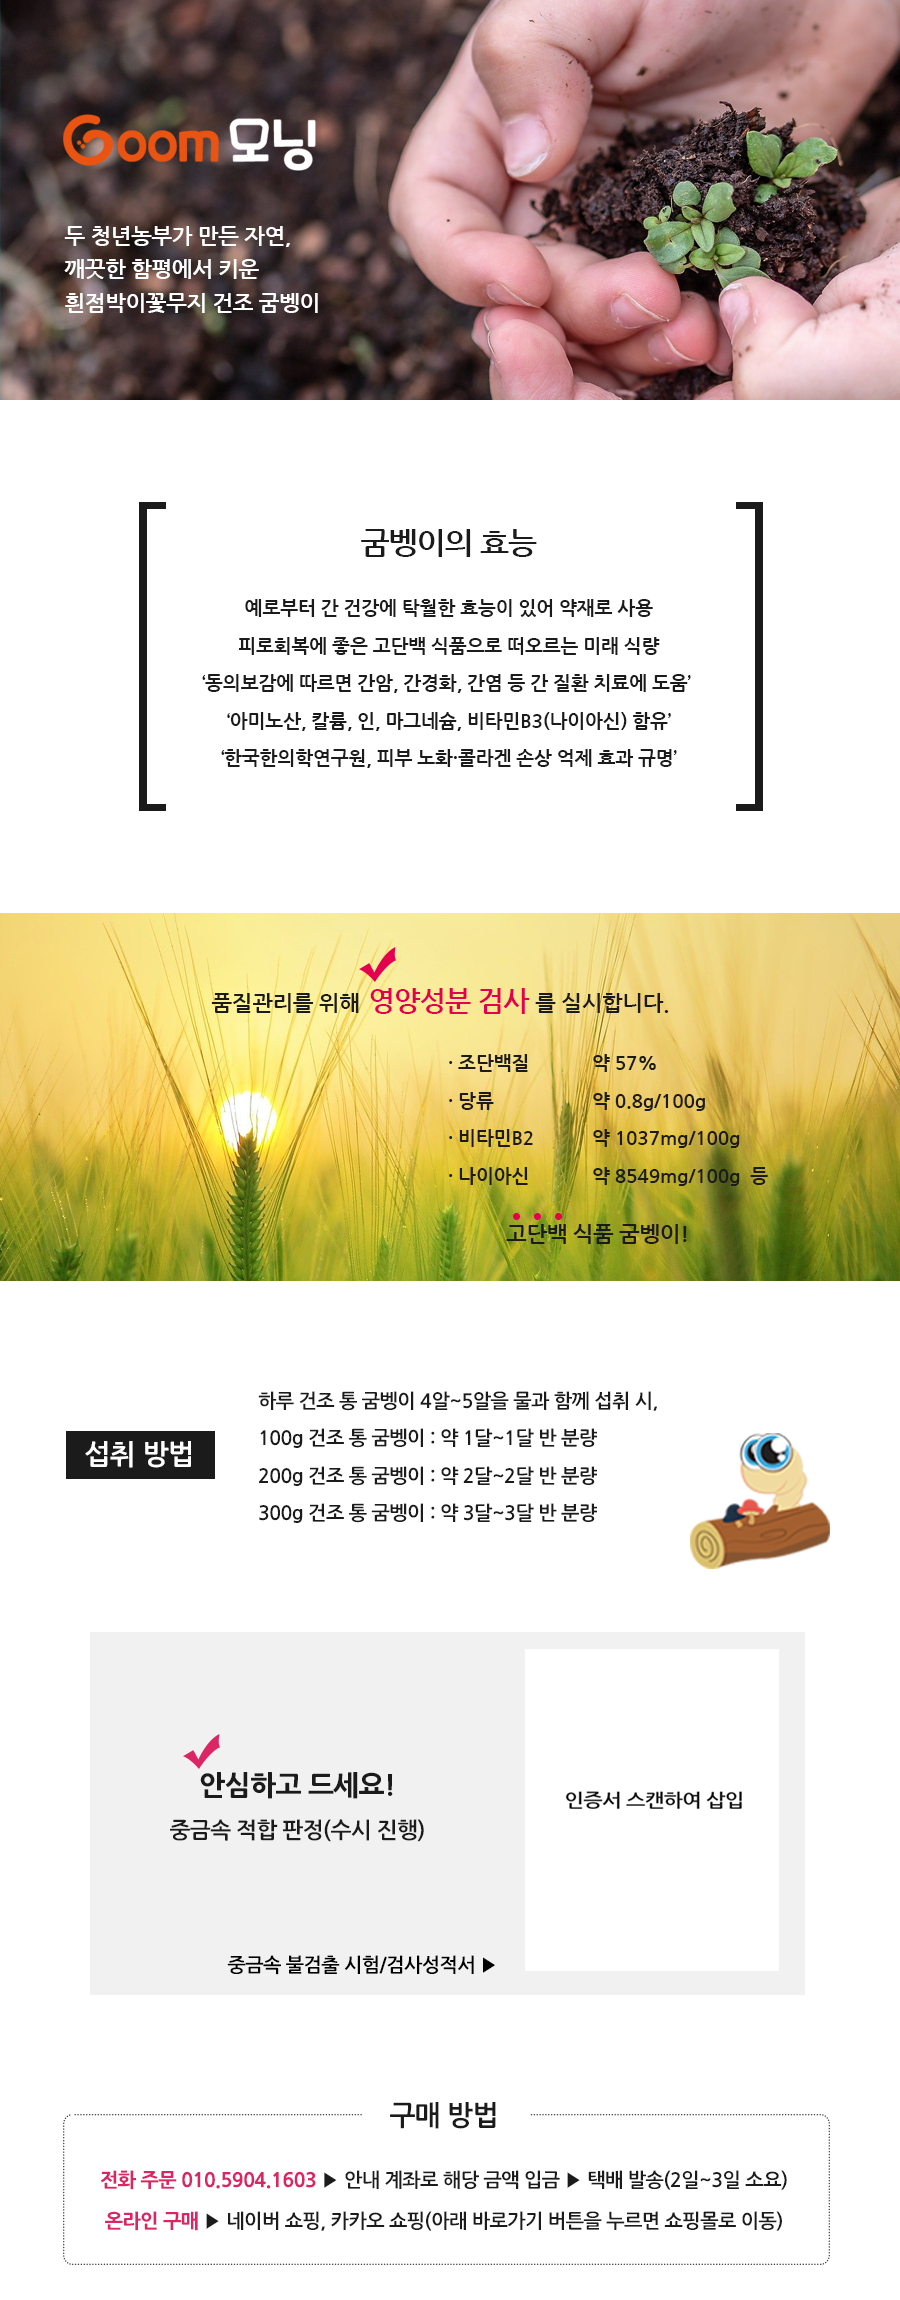 Goom 모닝
두 청년농부가 만든 자연,
깨끗한 함평에서 키운
흰점박이꽃무지 건조 굼벵이
굼벵이의 효능
예로부터 간 건강에 탁월한 효능이 있어 약재로 사용
피로회복에 좋은 고단백 식품으로 떠오르는 미래 식량
‘동의보감에 따르면 간암, 간경화, 간염 등 간 질환 치료에 도움’
‘아미노산, 칼륨, 인, 마그네슘, 비타민B3(나이아신) 함유’
‘한국한의학연구원, 피부 노화·콜라겐 손상 억제 효과 규명’
품질관리를 위해 영양성분 검사 를 실시합니다.
· 조단백질 약 57%
· 당류 약 0.8g/100g
· 비타민B2 약 1037mg/100g
· 나이아신 약 8549mg/100g 등
고단백 식품 굼벵이!
섭취 방법
하루 건조 통 굼벵이 4알~5알을 물과 함께 섭취 시,
100g 건조 통 굼벵이 : 약 1달~1달 반 분량
200g 건조 통 굼벵이 : 약 2달~2달 반 분량
300g 건조 통 굼벵이 : 약 3달~3달 반 분량
안심하고 드세요!
중금속 적합 판정(수시 진행)
인증서 스캔하여 삽입
중금속 불검출 시험/검사성적서 ▶
구매 방법
전화 주문 010.5904.1603 ▶ 안내 계좌로 해당 금액 입금 ▶ 택배 발송(2일~3일 소요)
온라인 구매 ▶ 네이버 쇼핑, 카카오 쇼핑(아래 바로가기 버튼을 누르면 쇼핑몰로 이동)